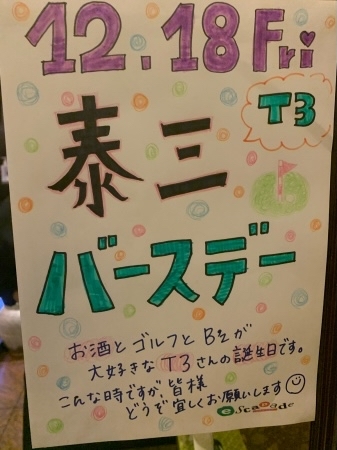 12.18 Fri
T3
泰三
バースデー
お酒とゴルフとB'zが
大好きなT3さんの誕生日です。
こんな時ですが、皆様
どうぞ宜しくお願いします
escapade